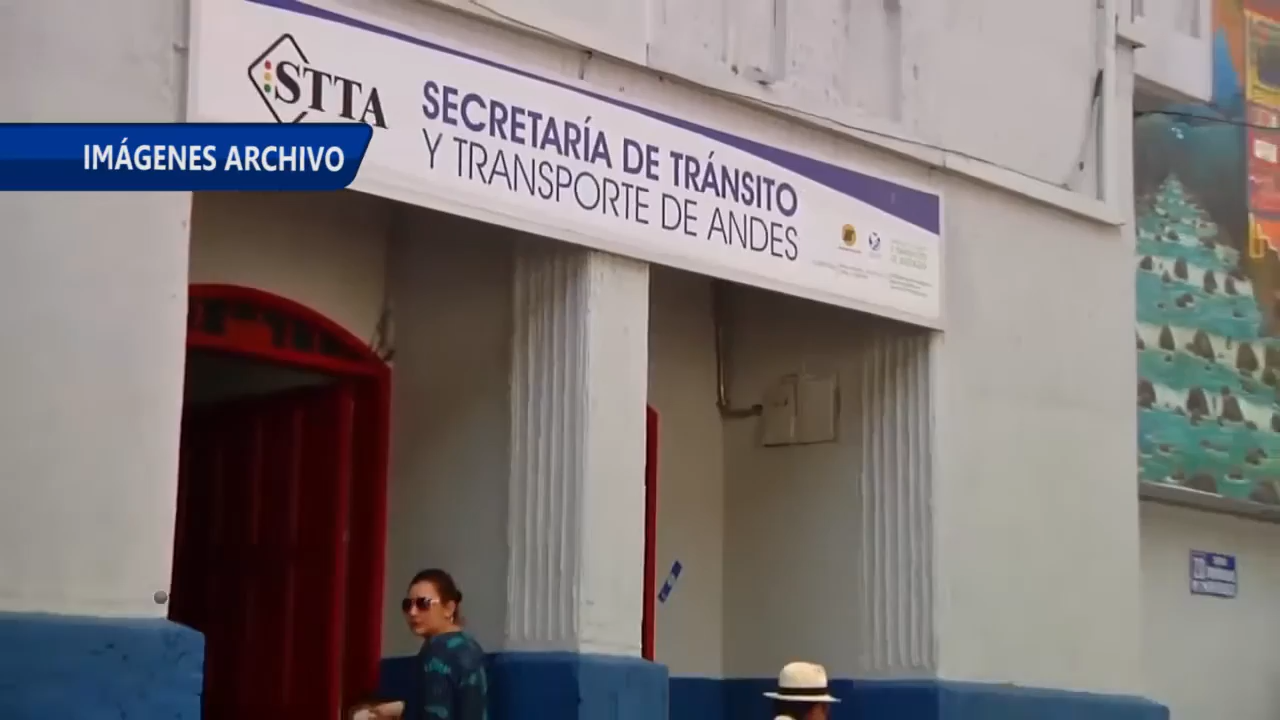 STTA
SECRETARÍA DE TRÁNSITO
Y TRANSPORTE DE ANDES
IMÁGENES ARCHIVO